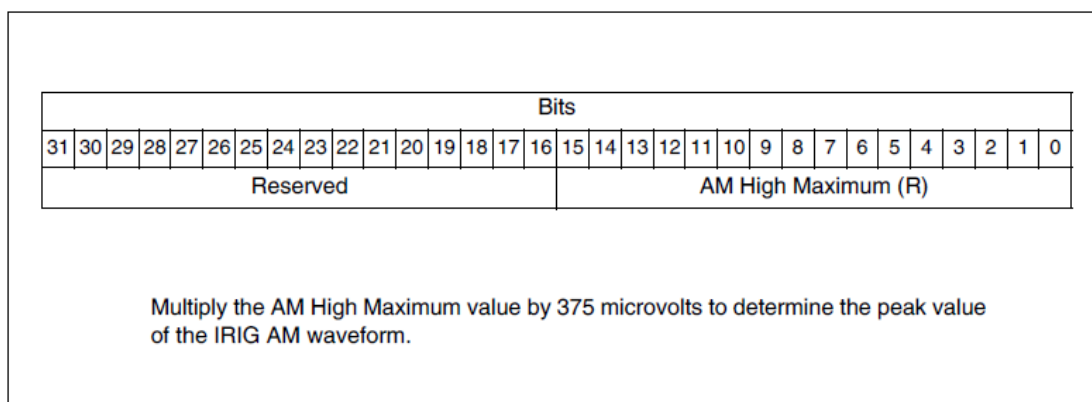 Bits
31 30 29 28 27 26 25 24 23 22 21 20 19 18 17 16 15 14 13 12 11 10 9 8 7 6 5 4 3 2 1 0
Reserved AM High Maximum (R)
Multiply the AM High Maximum value by 375 microvolts to determine the peak value
of the IRIG AM waveform.